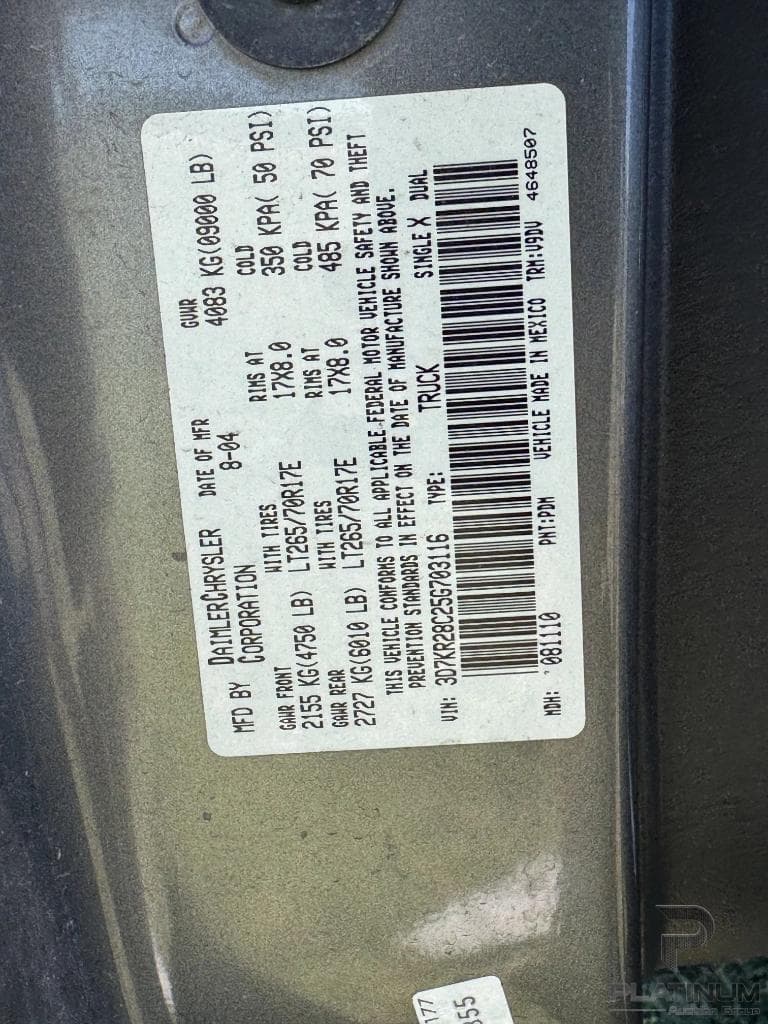 MFD BY DAIMLERCHRYSLER CORPORATION DATE OF MFR 8-04 GVWR 4083 KG(09000 LB)
GAWR FRONT WITH TIRES RIMS AT COLD
2155 KG(4750 LB) LT265/70R17E 17X8.0 350 KPA( 50 PSI)
GAWR REAR WITH TIRES RIMS AT COLD
2727 KG(6010 LB) LT265/70R17E 17X8.0 485 KPA( 70 PSI)
THIS VEHICLE CONFORMS TO ALL APPLICABLE FEDERAL MOTOR VEHICLE SAFETY AND THEFT
PREVENTION STANDARDS IN EFFECT ON THE DATE OF MANUFACTURE SHOWN ABOVE.
VIN: 3D7KR28C25G703116 TYPE: TRUCK SINGLE X DUAL
MDH: 081110 PNT:PDM VEHICLE MADE IN MEXICO TRM:V9DV 4648507
177
355
PLATINUM
Auction Group